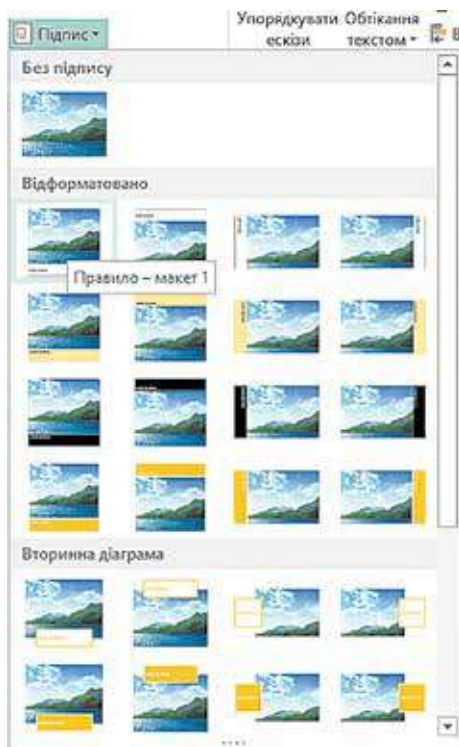 Підпис
Упорядкувати ескізи
Обтікання текстом
Без підпису
Відформатовано
Правило – макет 1
Вторинна діаграма